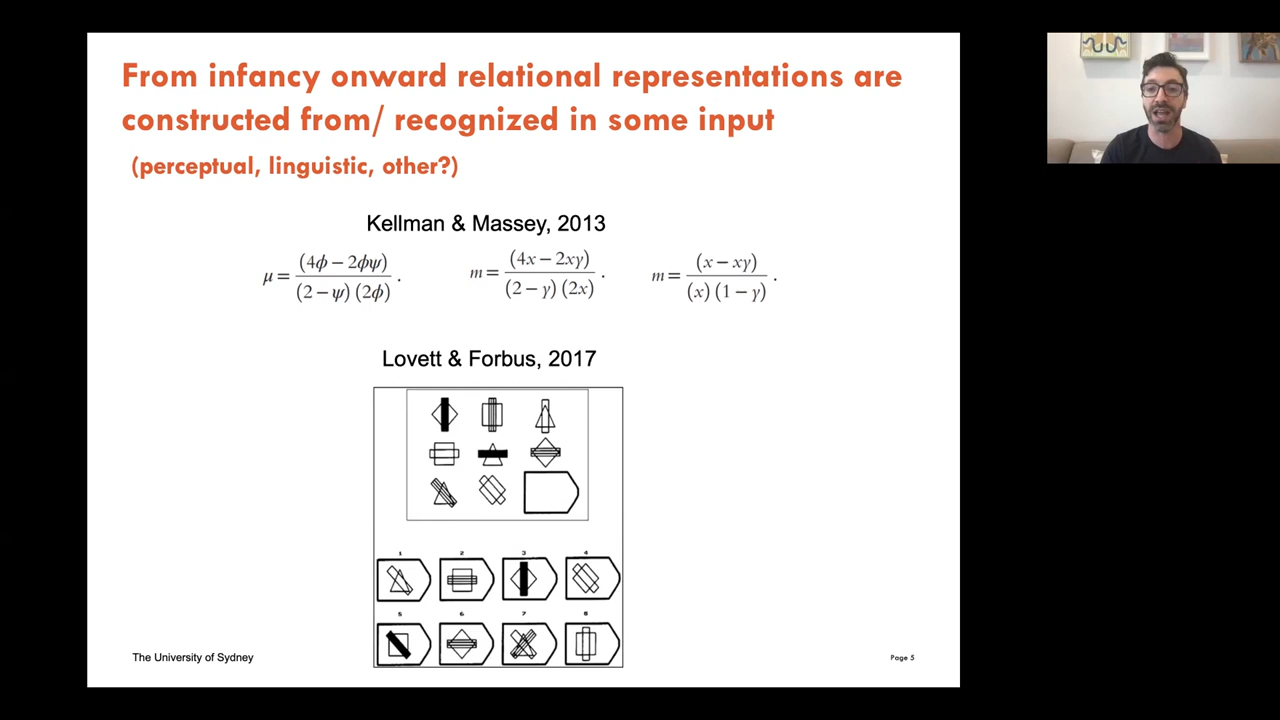 From infancy onward relational representations are
constructed from/ recognized in some input
(perceptual, linguistic, other?)
Kellman & Massey, 2013
μ = (4ϕ − 2ϕψ) / (2 − ψ) (2ϕ) .
m = (4x − 2xy) / (2 − y) (2x) .
m = (x − xy) / (x) (1 − y) .
Lovett & Forbus, 2017
1 2 3 4
5 6 7 8
The University of Sydney
Page 5